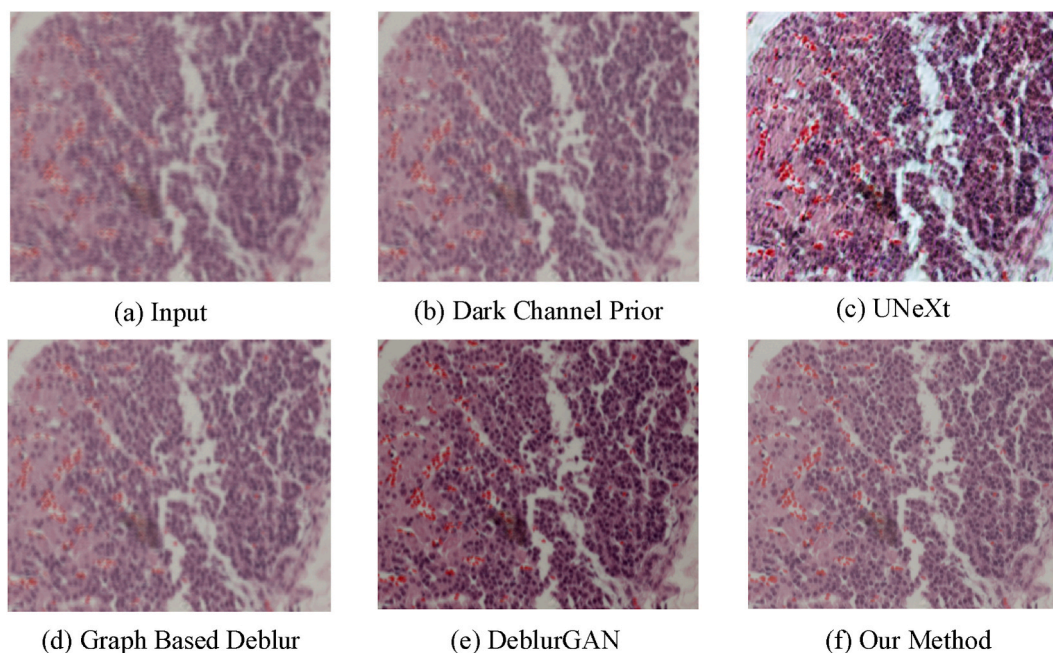 (a) Input
(b) Dark Channel Prior
(c) UNeXt
(d) Graph Based Deblur
(e) DeblurGAN
(f) Our Method